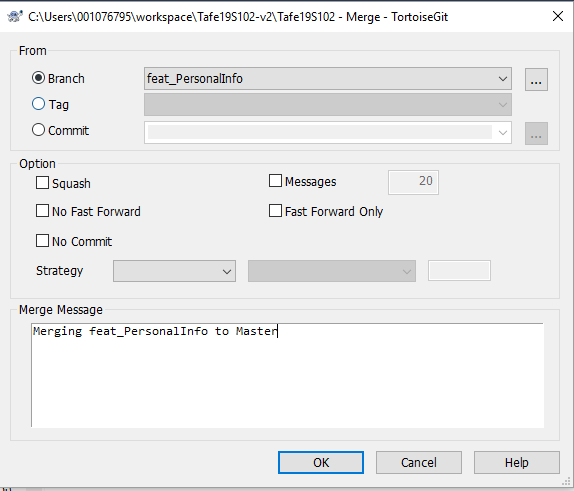 C:\Users\001076795\workspace\Tafe19S102-v2\Tafe19S102 - Merge - TortoiseGit
From
Branch
feat_PersonalInfo
...
Tag
Commit
...
Option
Squash
Messages
20
No Fast Forward
Fast Forward Only
No Commit
Strategy
Merge Message
Merging feat_PersonalInfo to Master
OK
Cancel
Help